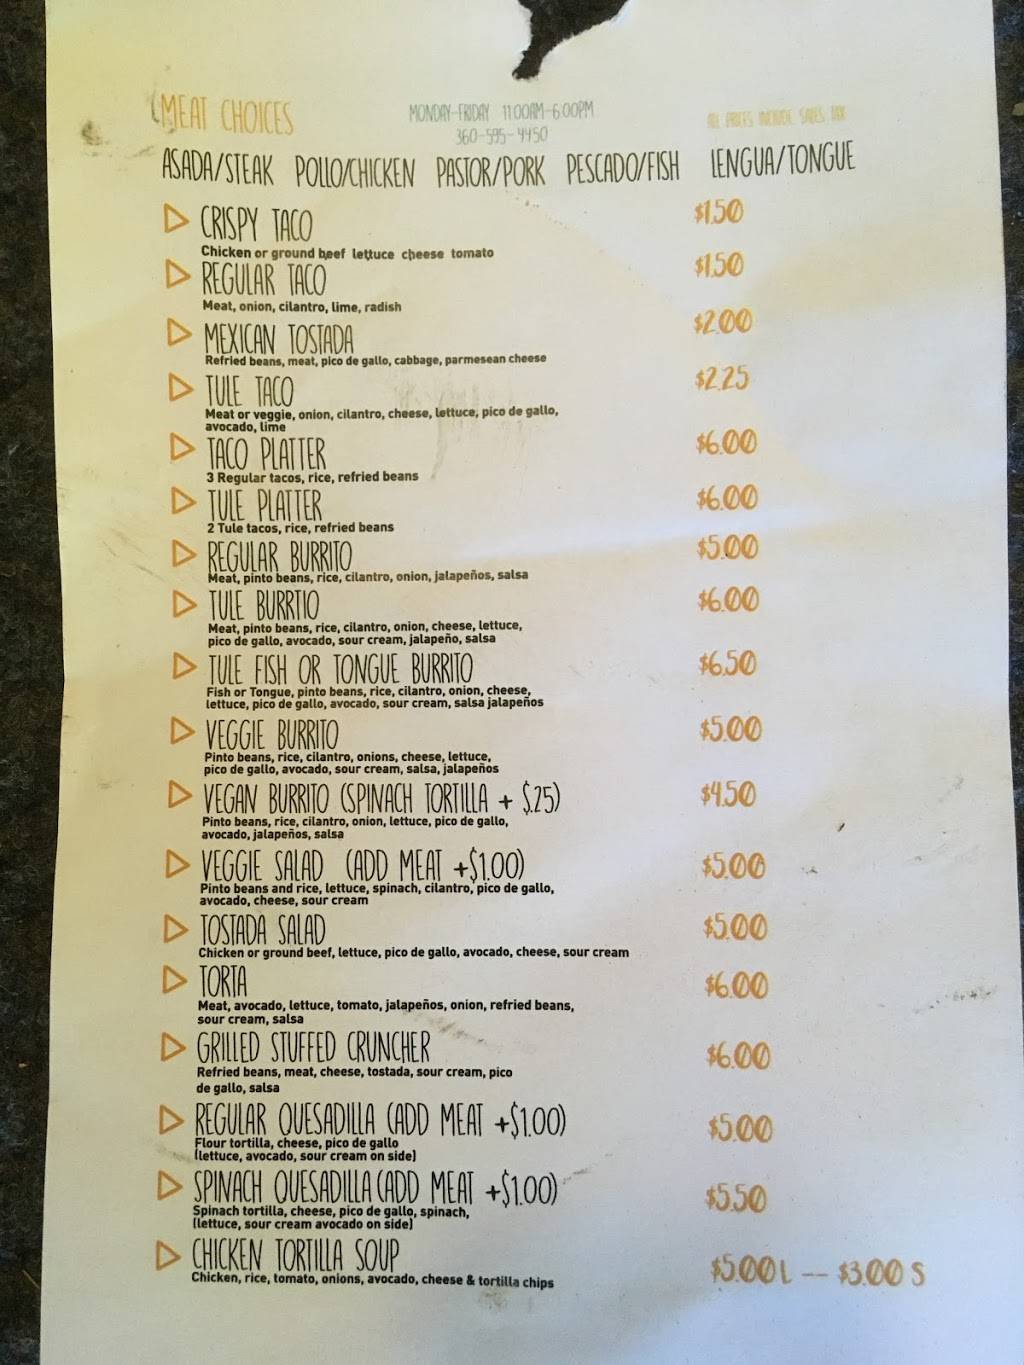 MEAT CHOICES MONDAY-FRIDAY 11:00AM-6:00PM ALL PRICES INCLUDE SALES TAX
360-595-4450
ASADA/STEAK POLLO/CHICKEN PASTOR/PORK PESCADO/FISH LENGUA/TONGUE
CRISPY TACO $1.50
Chicken or ground beef lettuce cheese tomato
REGULAR TACO $1.50
Meat, onion, cilantro, lime, radish
MEXICAN TOSTADA $2.00
Refried beans, meat, pico de gallo, cabbage, parmesean cheese
TULE TACO $2.25
Meat or veggie, onion, cilantro, cheese, lettuce, pico de gallo,
avocado, lime
TACO PLATTER $6.00
3 Regular tacos, rice, refried beans
TULE PLATTER $6.00
2 Tule tacos, rice, refried beans
REGULAR BURRITO $5.00
Meat, pinto beans, rice, cilantro, onion, jalapeños, salsa
TULE BURRTIO $6.00
Meat, pinto beans, rice, cilantro, onion, cheese, lettuce,
pico de gallo, avocado, sour cream, jalapeño, salsa
TULE FISH OR TONGUE BURRITO $6.50
Fish or Tongue, pinto beans, rice, cilantro, onion, cheese,
lettuce, pico de gallo, avocado, sour cream, salsa jalapeños
VEGGIE BURRITO $5.00
Pinto beans, rice, cilantro, onions, cheese, lettuce,
pico de gallo, avocado, sour cream, salsa, jalapeños
VEGAN BURRITO (SPINACH TORTILLA + $.25) $4.50
Pinto beans, rice, cilantro, onion, lettuce, pico de gallo,
avocado, jalapeños, salsa
VEGGIE SALAD (ADD MEAT +$1.00) $5.00
Pinto beans and rice, lettuce, spinach, cilantro, pico de gallo,
avocado, cheese, sour cream
TOSTADA SALAD $5.00
Chicken or ground beef, lettuce, pico de gallo, avocado, cheese, sour cream
TORTA $6.00
Meat, avocado, lettuce, tomato, jalapeños, onion, refried beans,
sour cream, salsa
GRILLED STUFFED CRUNCHER $6.00
Refried beans, meat, cheese, tostada, sour cream, pico
de gallo, salsa
REGULAR QUESADILLA (ADD MEAT +$1.00) $5.00
Flour tortilla, cheese, pico de gallo
(lettuce, avocado, sour cream on side)
SPINACH QUESADILLA (ADD MEAT +$1.00) $5.50
Spinach tortilla, cheese, pico de gallo, spinach,
(lettuce, sour cream avocado on side)
CHICKEN TORTILLA SOUP $5.00 L -- $3.00 S
Chicken, rice, tomato, onions, avocado, cheese & tortilla chips